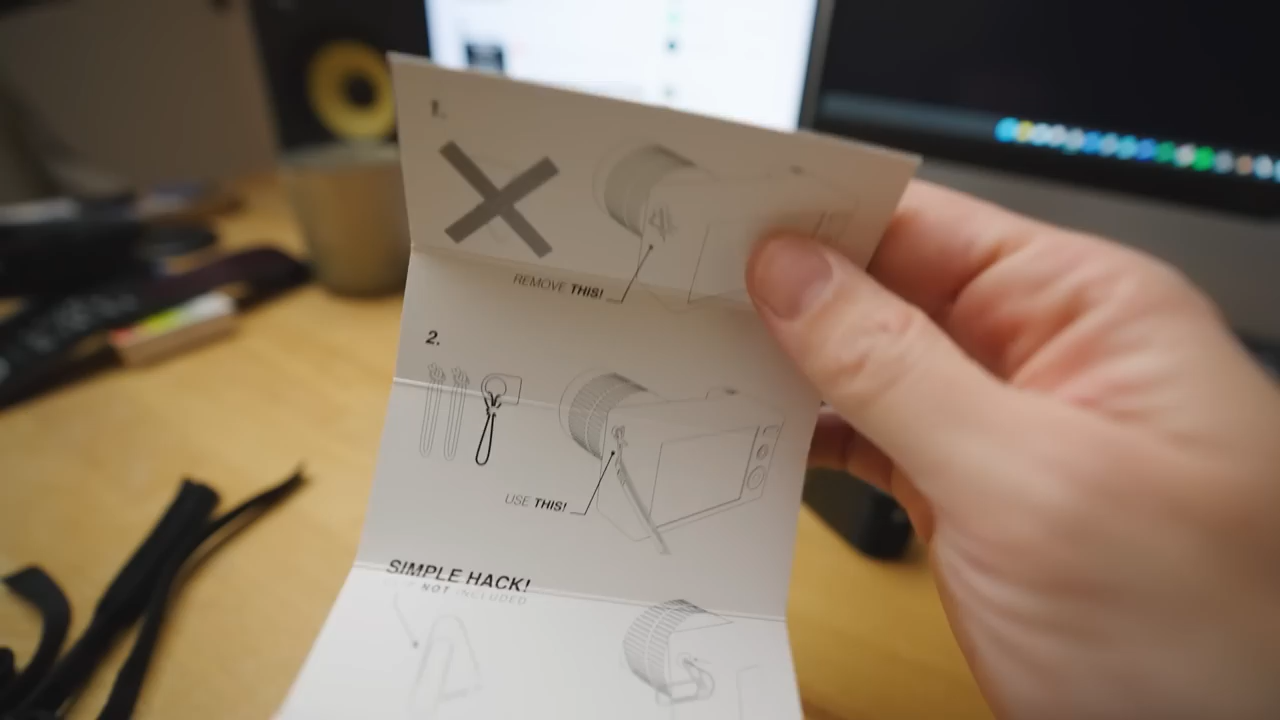 1.
REMOVE THIS!
2.
USE THIS!
SIMPLE HACK!
NOT INCLUDED